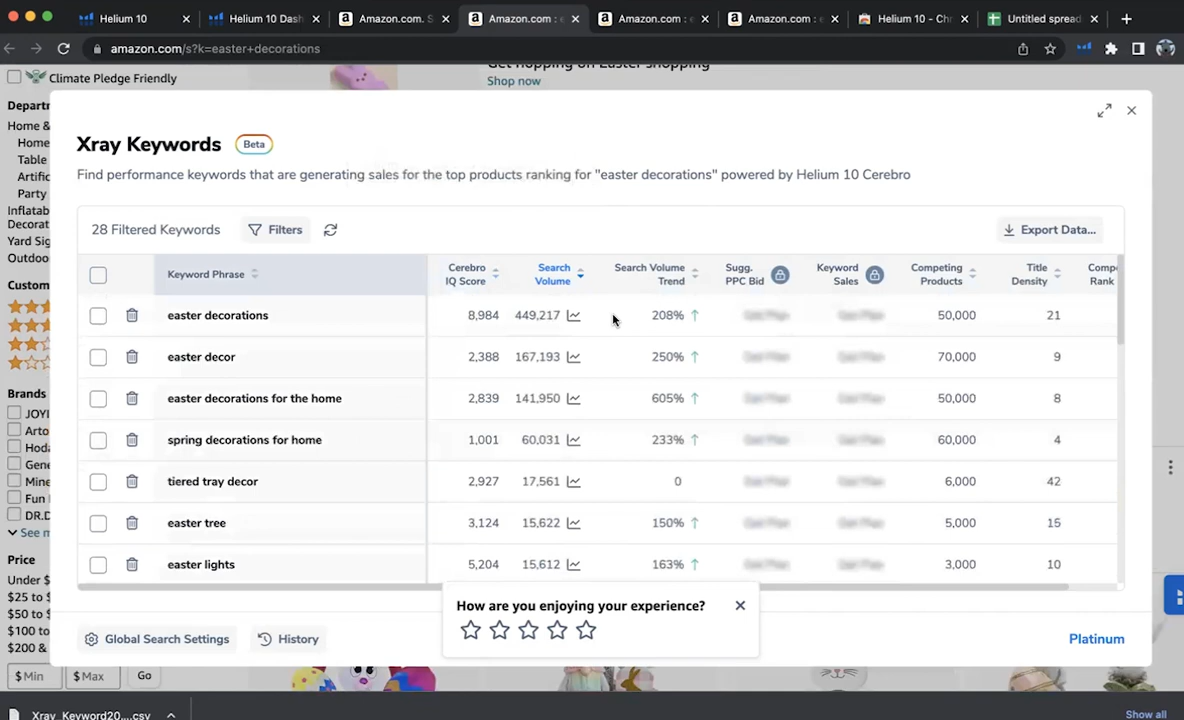 Helium 10
Helium 10 Dash
Amazon.com. S
Amazon.com :
Amazon.com :
Amazon.com :
Helium 10 - Ch
Untitled spread
amazon.com/s?k=easter+decorations
Climate Pledge Friendly
Get hopping on Easter shopping
Shop now
Departm
Home &
Home
Table
Artific
Party
Inflatab
Decorat
Yard Sig
Outdoo
Custom
Brands
JOYI
Arto
Hoda
Gene
Mine
Fun
DR.D
See m
Price
Under $
$25 to $
$50 to $
$100 to
$200 &
$ Min
$ Max
Go
Xray Keywords
Beta
Find performance keywords that are generating sales for the top products ranking for "easter decorations" powered by Helium 10 Cerebro
28 Filtered Keywords
Filters
Export Data...
Keyword Phrase
Cerebro IQ Score
Search Volume
Search Volume Trend
Sugg. PPC Bid
Keyword Sales
Competing Products
Title Density
Comp Rank
easter decorations 8,984 449,217 208% ↑ 50,000 21
easter decor 2,388 167,193 250% ↑ 70,000 9
easter decorations for the home 2,839 141,950 605% ↑ 50,000 8
spring decorations for home 1,001 60,031 233% ↑ 60,000 4
tiered tray decor 2,927 17,561 0 6,000 42
easter tree 3,124 15,622 150% ↑ 5,000 15
easter lights 5,204 15,612 163% ↑ 3,000 10
How are you enjoying your experience?
Global Search Settings
History
Platinum
Xray_Keyword20....csv
Show all